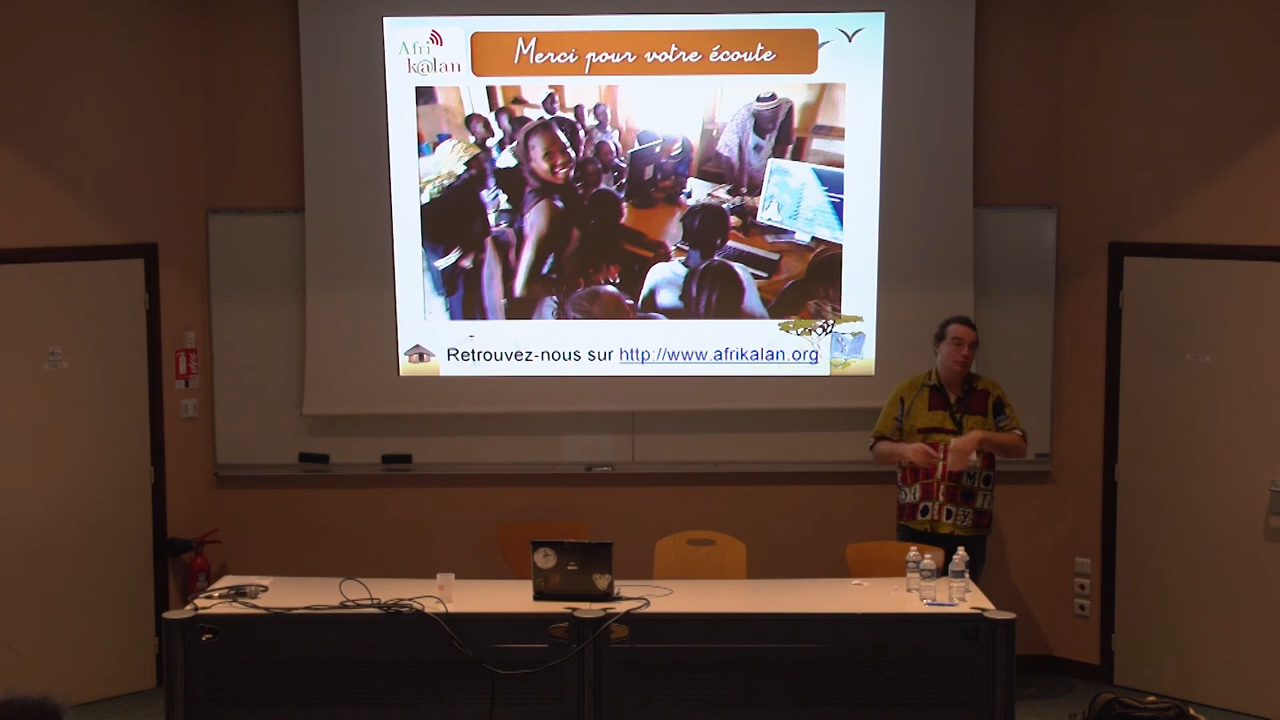 Afri
k@lan
Merci pour votre écoute
Retrouvez-nous sur http://www.afrikalan.org